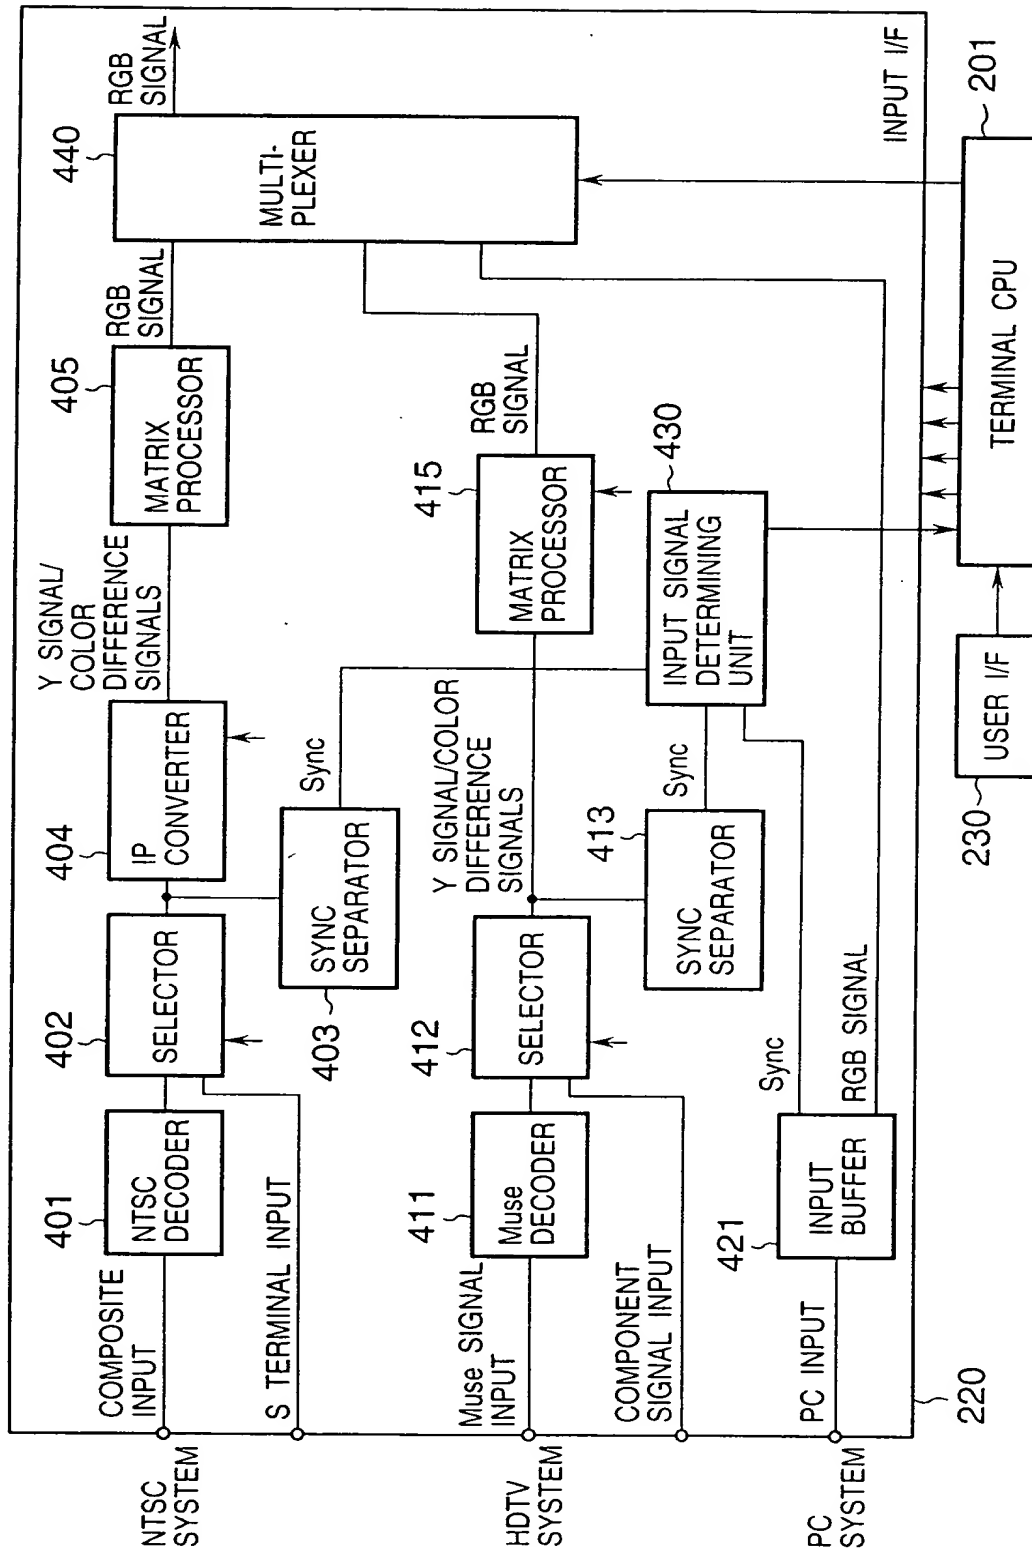 NTSC
SYSTEM
COMPOSITE
INPUT
401
NTSC
DECODER
S TERMINAL INPUT
402
SELECTOR
404
IP
CONVERTER
Y SIGNAL/
COLOR
DIFFERENCE
SIGNALS
405
MATRIX
PROCESSOR
RGB
SIGNAL
440
MULTI-
PLEXER
RGB
SIGNAL
403
SYNC
SEPARATOR
Sync
HDTV
SYSTEM
Muse SIGNAL
INPUT
411
Muse
DECODER
COMPONENT
SIGNAL INPUT
412
SELECTOR
Y SIGNAL/COLOR
DIFFERENCE
SIGNALS
415
MATRIX
PROCESSOR
RGB
SIGNAL
413
SYNC
SEPARATOR
Sync
430
INPUT SIGNAL
DETERMINING
UNIT
PC
SYSTEM
PC INPUT
421
INPUT
BUFFER
Sync
RGB SIGNAL
INPUT I/F
220
230
USER I/F
TERMINAL CPU
201